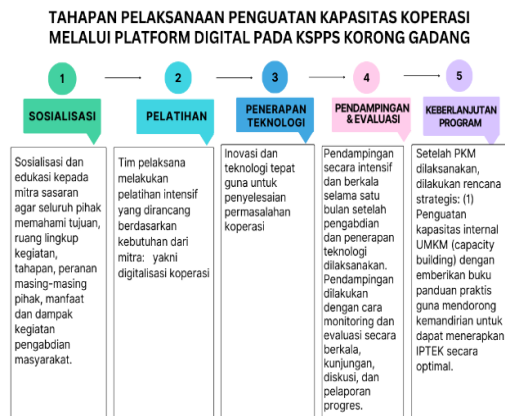 TAHAPAN PELAKSANAAN PENGUATAN KAPASITAS KOPERASI
MELALUI PLATFORM DIGITAL PADA KSPPS KORONG GADANG
1
SOSIALISASI
Sosialisasi dan
edukasi kepada
mitra sasaran
agar seluruh pihak
memahami tujuan,
ruang lingkup
kegiatan,
tahapan, peranan
masing-masing
pihak, manfaat
dan dampak
kegiatan
pengabdian
masyarakat.
2
PELATIHAN
Tim pelaksana
melakukan
pelatihan intensif
yang dirancang
berdasarkan
kebutuhan dari
mitra: yakni
digitalisasi koperasi
3
PENERAPAN
TEKNOLOGI
Inovasi dan
teknologi tepat
guna untuk
penyelesaian
permasalahan
koperasi
4
PENDAMPINGAN
& EVALUASI
Pendampingan
secara intensif
dan berkala
selama satu
bulan setelah
pengabdian
dan penerapan
teknologi
dilaksanakan.
Pendampingan
dilakukan
dengan cara
monitoring dan
evaluasi secara
berkala,
kunjungan,
diskusi, dan
pelaporan
progres.
5
KEBERLANJUTAN
PROGRAM
Setelah PKM
dilaksanakan,
dilakukan rencana
strategis: (1)
Penguatan
kapasitas internal
UMKM (capacity
building) dengan
emberikan buku
panduan praktis
guna mendorong
kemandirian untuk
dapat menerapkan
IPTEK secara
optimal.